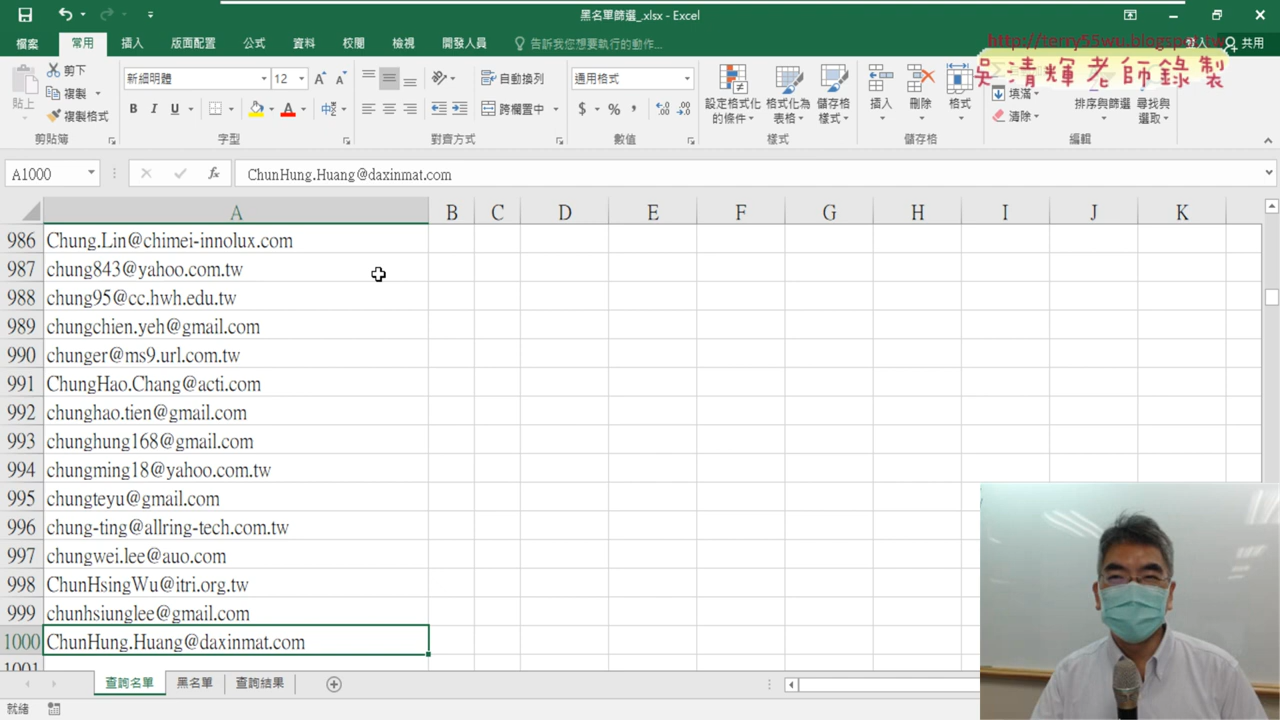 黑名單篩選_.xlsx - Excel
檔案 常用 插入 版面配置 公式 資料 校閱 檢視 開發人員 告訴我您想要執行的動作... 共用
http://terry55wu.blogspot.tw
吳清輝老師錄製
貼上 剪下 複製 複製格式
新細明體 12 自動換列 跨欄置中 通用格式
B I U A $ % ,
設定格式化的條件 格式化為表格 儲存格樣式 插入 刪除 格式 填滿 清除 排序與篩選 尋找與選取
剪貼簿 字型 對齊方式 數值 樣式 儲存格 編輯
A1000 fx ChunHung.Huang@daxinmat.com
A B C D E F G H I J K
986 Chung.Lin@chimei-innolux.com
987 chung843@yahoo.com.tw
988 chung95@cc.hwh.edu.tw
989 chungchien.yeh@gmail.com
990 chunger@ms9.url.com.tw
991 ChungHao.Chang@acti.com
992 chunghao.tien@gmail.com
993 chunghung168@gmail.com
994 chungming18@yahoo.com.tw
995 chungteyu@gmail.com
996 chung-ting@allring-tech.com.tw
997 chungwei.lee@auo.com
998 ChunHsingWu@itri.org.tw
999 chunhsiunglee@gmail.com
1000 ChunHung.Huang@daxinmat.com
1001
查詢名單 黑名單 查詢結果
就緒